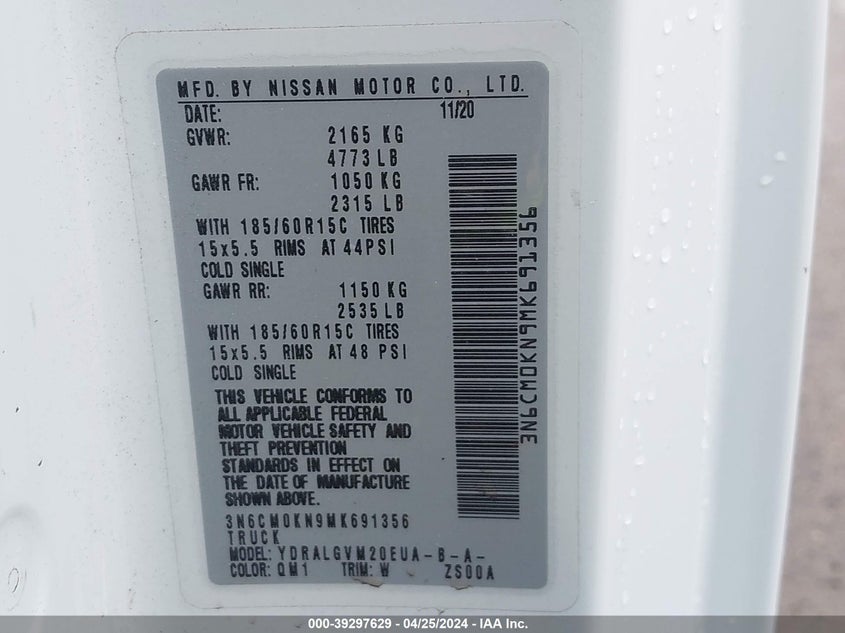 MFD. BY NISSAN MOTOR CO., LTD.
DATE: 11/20
GVWR: 2165 KG
4773 LB
GAWR FR: 1050 KG
2315 LB
WITH 185/60R15C TIRES
15x5.5 RIMS AT 44PSI
COLD SINGLE
GAWR RR: 1150 KG
2535 LB
WITH 185/60R15C TIRES
15x5.5 RIMS AT 48 PSI
COLD SINGLE
THIS VEHICLE CONFORMS TO
ALL APPLICABLE FEDERAL
MOTOR VEHICLE SAFETY AND
THEFT PREVENTION
STANDARDS IN EFFECT ON
THE DATE OF MANUFACTURE
SHOWN ABOVE.
3N6CM0KN9MK691356
TRUCK
MODEL: YDRALGVM20EUA-B-A-
COLOR: QM1 TRIM: W ZS00A
3N6CM0KN9MK691356
000-39297629 - 04/25/2024 - IAA Inc.